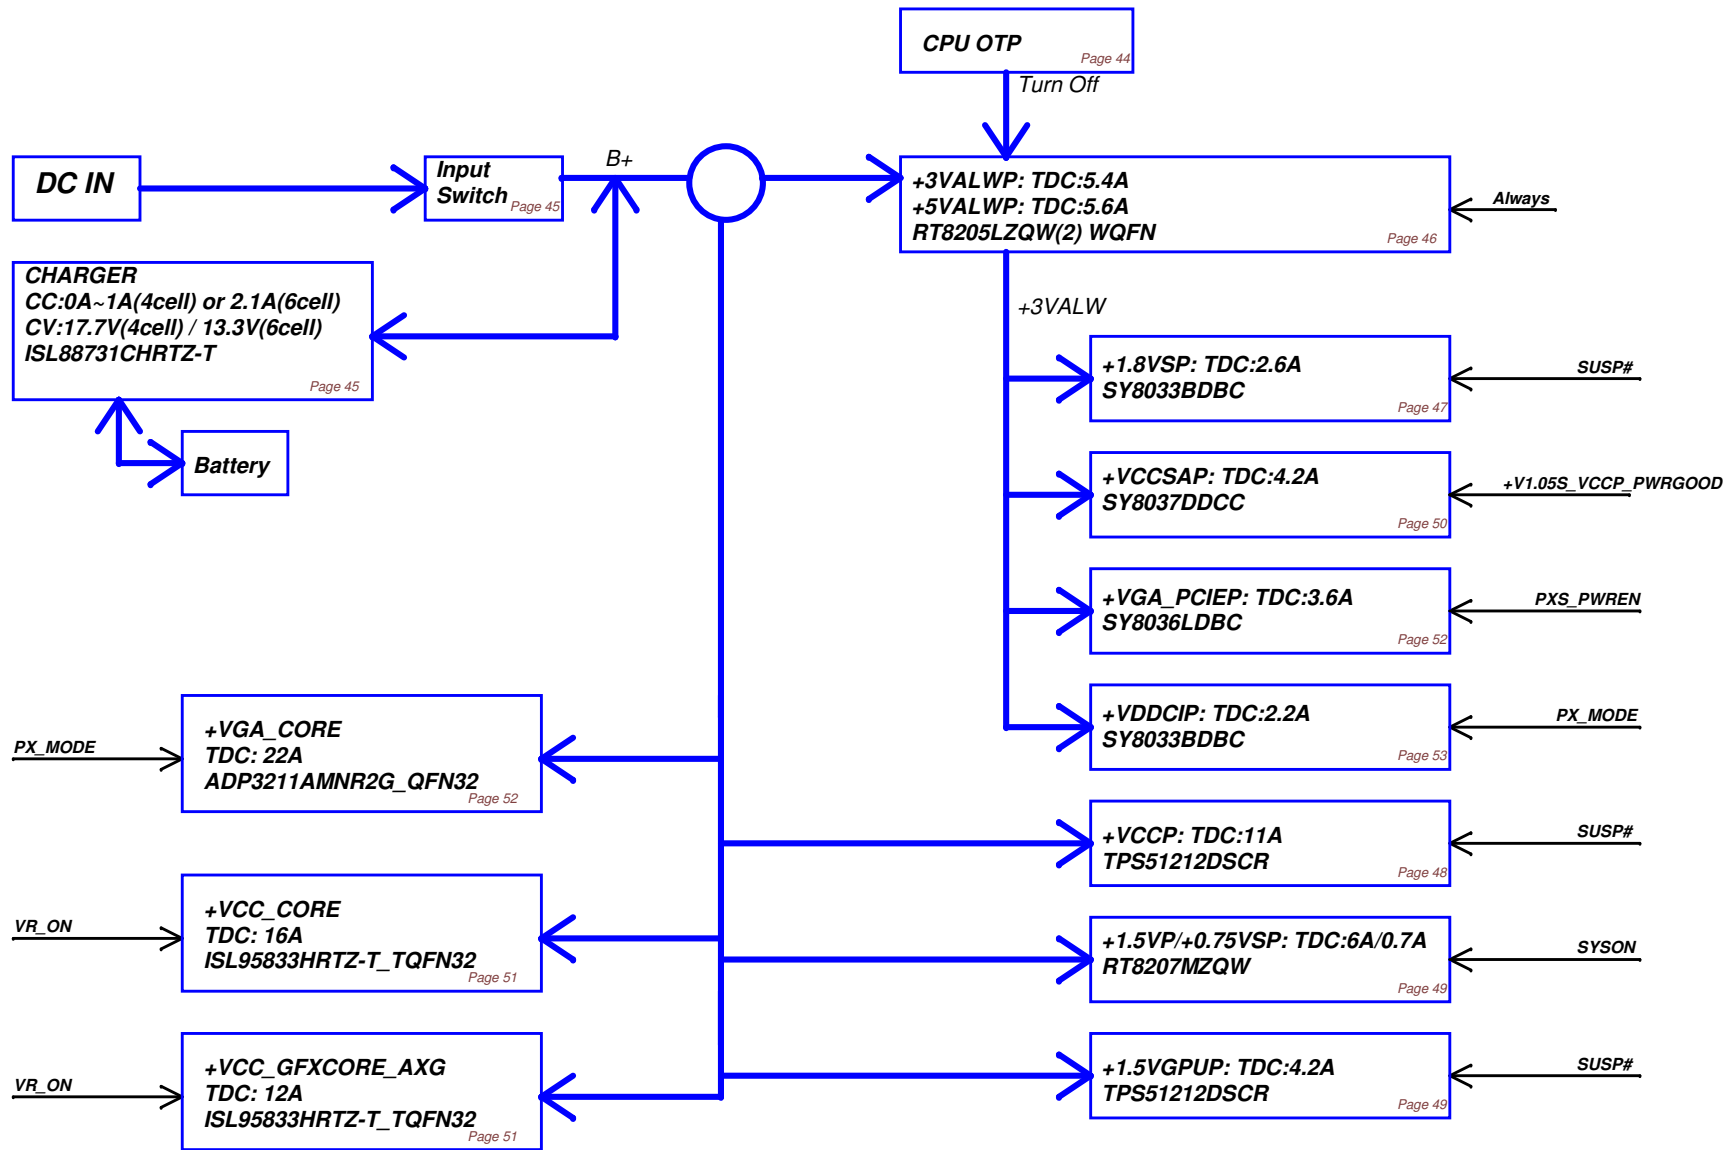 CPU OTP
Page 44
Turn Off
DC IN
Input
Switch
Page 45
B+
+3VALWP: TDC:5.4A
+5VALWP: TDC:5.6A
RT8205LZQW(2) WQFN
Page 46
Always
CHARGER
CC:0A~1A(4cell) or 2.1A(6cell)
CV:17.7V(4cell) / 13.3V(6cell)
ISL88731CHRTZ-T
Page 45
Battery
+3VALW
+1.8VSP: TDC:2.6A
SY8033BDBC
Page 47
SUSP#
+VCCSAP: TDC:4.2A
SY8037DDCC
Page 50
+V1.05S_VCCP_PWRGOOD
+VGA_PCIEP: TDC:3.6A
SY8036LDBC
Page 52
PXS_PWREN
+VDDCIP: TDC:2.2A
SY8033BDBC
Page 53
PX_MODE
PX_MODE
+VGA_CORE
TDC: 22A
ADP3211AMNR2G_QFN32
Page 52
+VCCP: TDC:11A
TPS51212DSCR
Page 48
SUSP#
VR_ON
+VCC_CORE
TDC: 16A
ISL95833HRTZ-T_TQFN32
Page 51
+1.5VP/+0.75VSP: TDC:6A/0.7A
RT8207MZQW
Page 49
SYSON
VR_ON
+VCC_GFXCORE_AXG
TDC: 12A
ISL95833HRTZ-T_TQFN32
Page 51
+1.5VGPUP: TDC:4.2A
TPS51212DSCR
Page 49
SUSP#